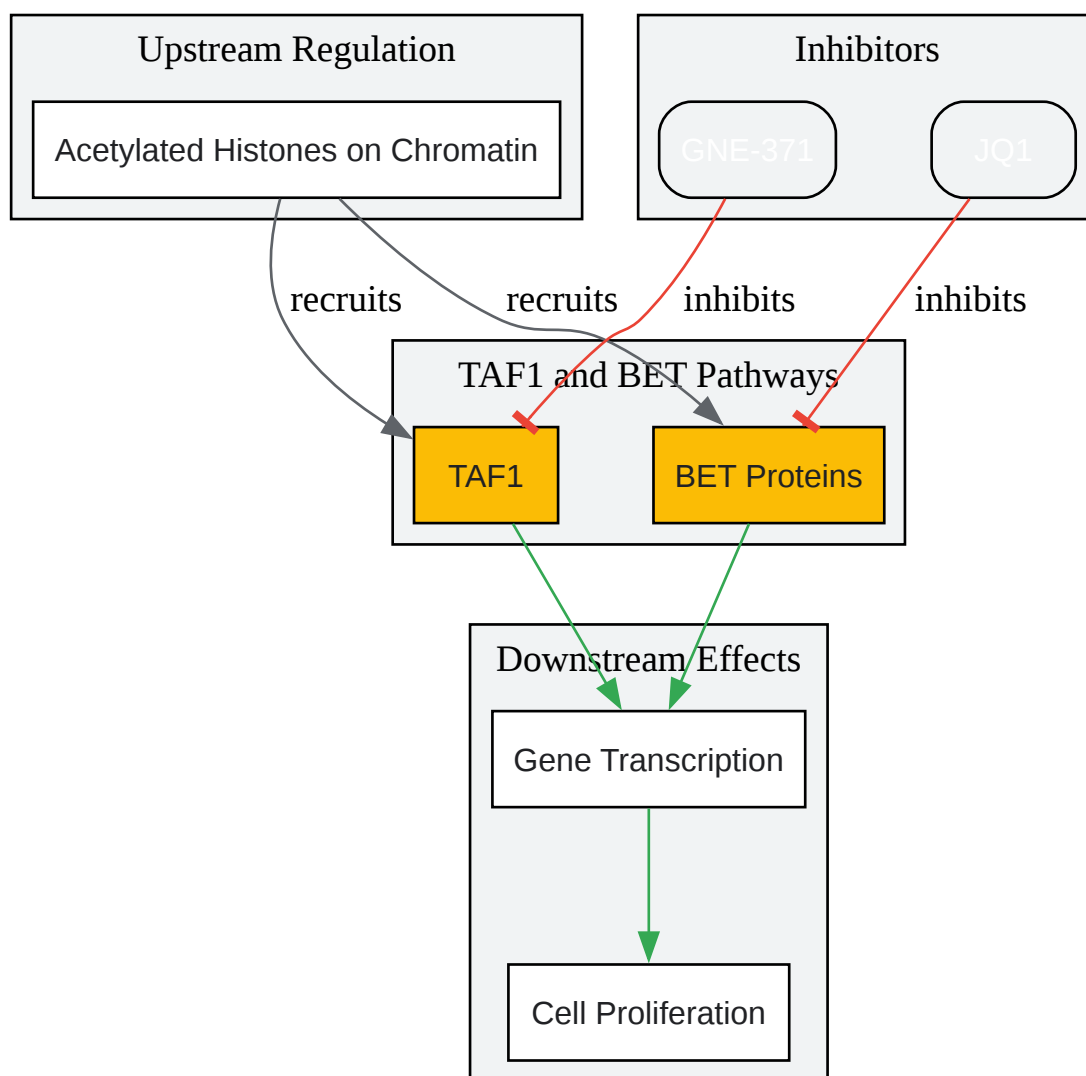 Upstream Regulation
Inhibitors
Acetylated Histones on Chromatin
GNE-371
JQ1
recruits
recruits
inhibits
inhibits
TAF1 and BET Pathways
TAF1
BET Proteins
Downstream Effects
Gene Transcription
Cell Proliferation